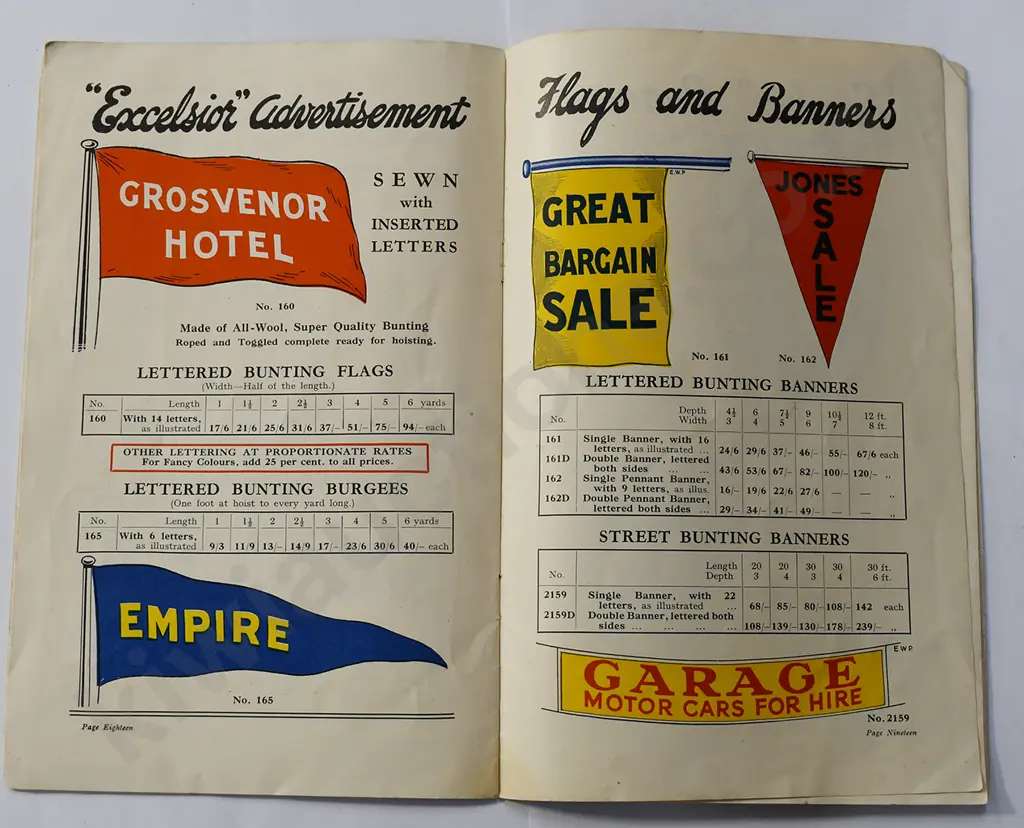 "Excelsior" Advertisement
GROSVENOR
HOTEL
SEWN
with
INSERTED
LETTERS
No. 160
Made of All-Wool, Super Quality Bunting
Roped and Toggled complete ready for hoisting.
LETTERED BUNTING FLAGS
(Width—Half of the length.)
No. Length 1 1½ 2 2½ 3 4 5 6 yards
160 With 14 letters,
as illustrated 17/6 21/6 25/6 31/6 37/- 51/- 75/- 94/- each
OTHER LETTERING AT PROPORTIONATE RATES
For Fancy Colours, add 25 per cent. to all prices.
LETTERED BUNTING BURGEES
(One foot at hoist to every yard long.)
No. Length 1 1½ 2 2½ 3 4 5 6 yards
165 With 6 letters,
as illustrated 9/3 11/9 13/- 14/9 17/- 23/6 30/6 40/- each
EMPIRE
No. 165
Page Eighteen
Flags and Banners
E.W.P
GREAT
BARGAIN
SALE
JONES
SALE
No. 161
No. 162
LETTERED BUNTING BANNERS
Depth 4½ 6 7½ 9 10½ 12 ft.
No. Width 3 4 5 6 7 8 ft.
161 Single Banner, with 16
letters, as illustrated ... 24/6 29/6 37/- 46/- 55/- 67/6 each
161D Double Banner, lettered
both sides ... ... 43/6 53/6 67/- 82/- 100/- 120/- „
162 Single Pennant Banner,
with 9 letters, as illus. 16/- 19/6 22/6 27/6 — — „
162D Double Pennant Banner,
lettered both sides ... 29/- 34/- 41/- 49/- — — „
STREET BUNTING BANNERS
Length 20 20 30 30 30 ft.
No. Depth 3 4 3 4 6 ft.
2159 Single Banner, with 22
letters, as illustrated ... 68/- 85/- 80/- 108/- 142 each
2159D Double Banner, lettered both
sides ... ... ... ... 108/- 139/- 130/- 178/- 239/- „
E.W.P.
GARAGE
MOTOR CARS FOR HIRE
No. 2159
Page Nineteen